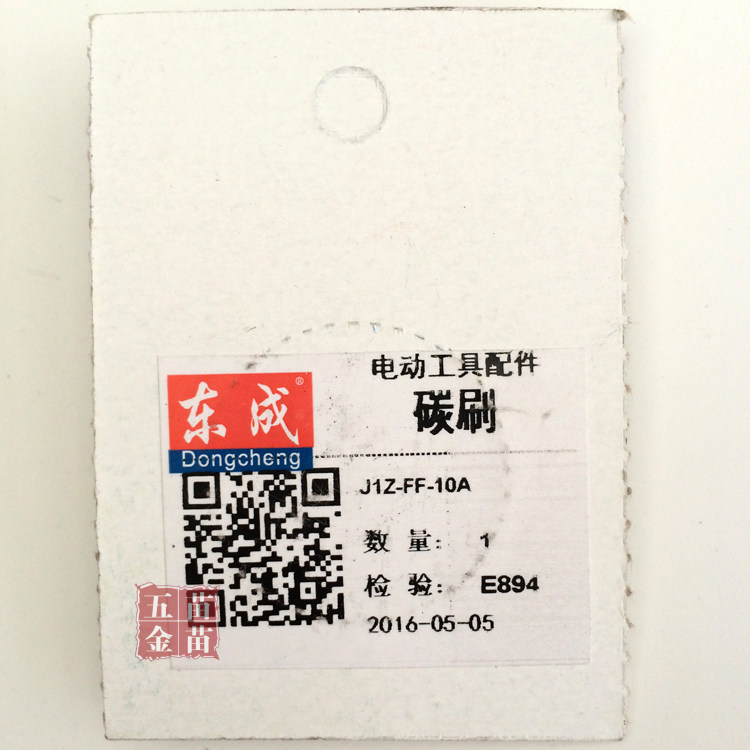 电动工具配件
东成®
碳刷
Dongcheng
J1Z-FF-10A
数量: 1
检验: E894
2016-05-05
五苗
金苗